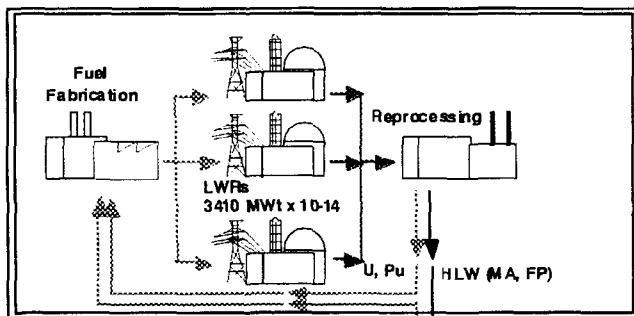 Fuel
Fabrication
Reprocessing
LWRs
3410 MWt x 10-14
U, Pu
HLW (MA, FP)